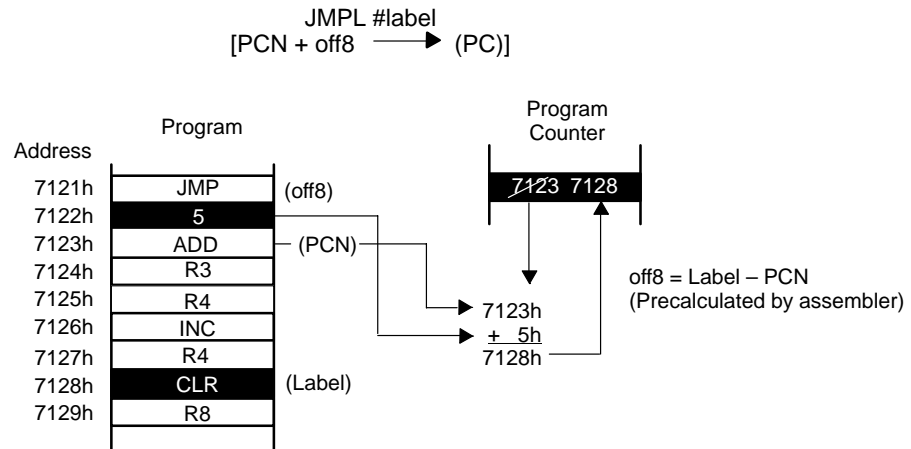 JMPL #label
[PCN + off8 (PC)]
Program
Counter
Program
Address
7121h JMP (off8)
7123 7128
7122h 5
7123h ADD (PCN)
7124h R3
7125h R4
7126h INC
7127h R4
7128h CLR (Label)
7129h R8
off8 = Label – PCN
(Precalculated by assembler)
7123h
+ 5h
7128h